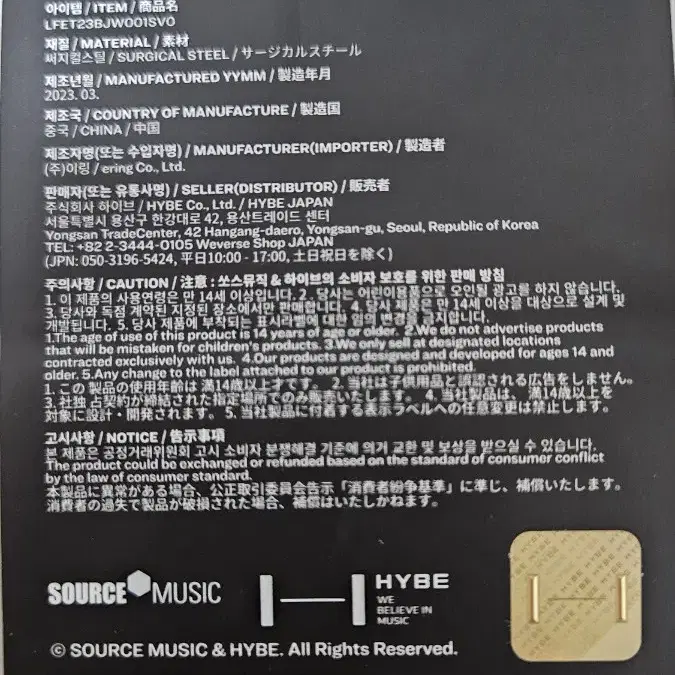 아이템 / ITEM / 商品名
LFET23BJW001SV0
재질 / MATERIAL / 素材
써지컬스틸 / SURGICAL STEEL / サージカルスチール
제조년월 / MANUFACTURED YYMM / 製造年月
2023. 03.
제조국 / COUNTRY OF MANUFACTURE / 製造国
중국 / CHINA / 中国
제조자명(또는 수입자명) / MANUFACTURER(IMPORTER) / 製造者
(주)이링 / ering Co., Ltd.
판매자(또는 유통사명) / SELLER(DISTRIBUTOR) / 販売者
주식회사 하이브 / HYBE Co., Ltd. / HYBE JAPAN
서울특별시 용산구 한강대로 42, 용산트레이드 센터
Yongsan TradeCenter, 42 Hangang-daero, Yongsan-gu, Seoul, Republic of Korea
TEL: +82 2-3444-0105 Weverse Shop JAPAN
(JPN: 050-3196-5424, 平日10:00 - 17:00, 土日祝日を除く)
주의사항 / CAUTION / 注意 : 쏘스뮤직 & 하이브의 소비자 보호를 위한 판매 방침
1. 이 제품의 사용연령은 만 14세 이상입니다. 2. 당사는 어린이용품으로 오인될 광고를 하지 않습니다.
3. 당사와 독점 계약된 지정된 장소에서만 판매합니다. 4. 당사 제품은 만 14세 이상을 대상으로 설계 및
개발됩니다. 5. 당사 제품에 부착되는 표시라벨에 대한 임의 변경을 금지합니다.
1.The age of use of this product is 14 years of age or older. 2.We do not advertise products
that will be mistaken for children's products. 3.We only sell at designated locations
contracted exclusively with us. 4.Our products are designed and developed for ages 14 and
older. 5.Any change to the label attached to our product is prohibited.
1. この製品の使用年齢は満14歳以上才です。 2. 当社は子供用品と誤認される広告をしません。
3. 社独占契約が締結された指定場所でのみ販売いたします。 4. 当社製品は、満14歳以上を
対象に設計・開発されます。 5. 当社製品に付着する表示ラベルへの任意変更は禁止します。
고시사항 / NOTICE / 告示事項
본 제품은 공정거래위원회 고시 소비자 분쟁해결 기준에 의거 교환 및 보상을 받으실 수 있습니다.
The product could be exchanged or refunded based on the standard of consumer conflict
by the law of consumer standard.
本製品に異常がある場合、公正取引委員会告示「消費者紛争基準」に準じ、補償いたします。
消費者の過失で製品が破損された場合、補償はいたしかねます。
SOURCE MUSIC
HYBE
WE
BELIEVE IN
MUSIC
© SOURCE MUSIC & HYBE. All Rights Reserved.